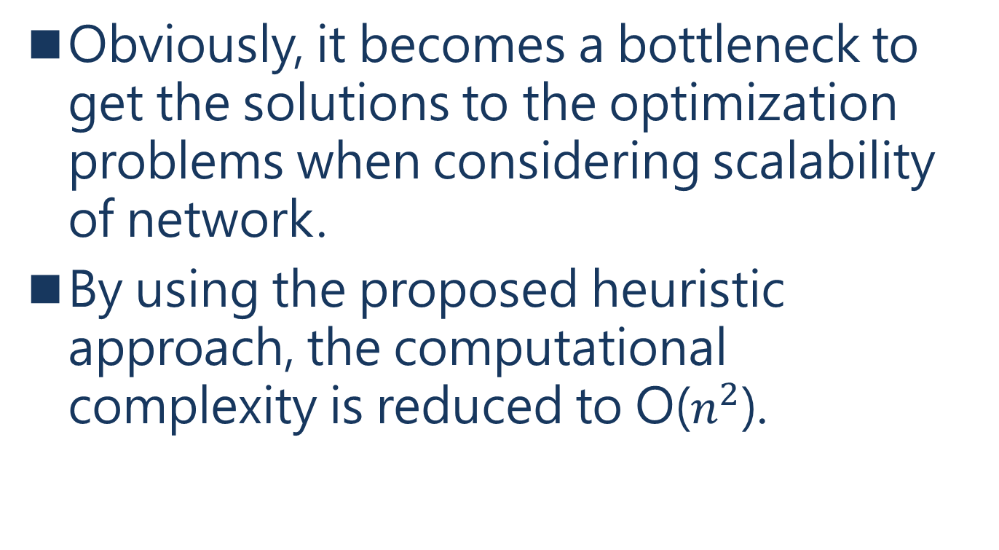 ■Obviously, it becomes a bottleneck to
get the solutions to the optimization
problems when considering scalability
of network.
■By using the proposed heuristic
approach, the computational
complexity is reduced to O(n²).